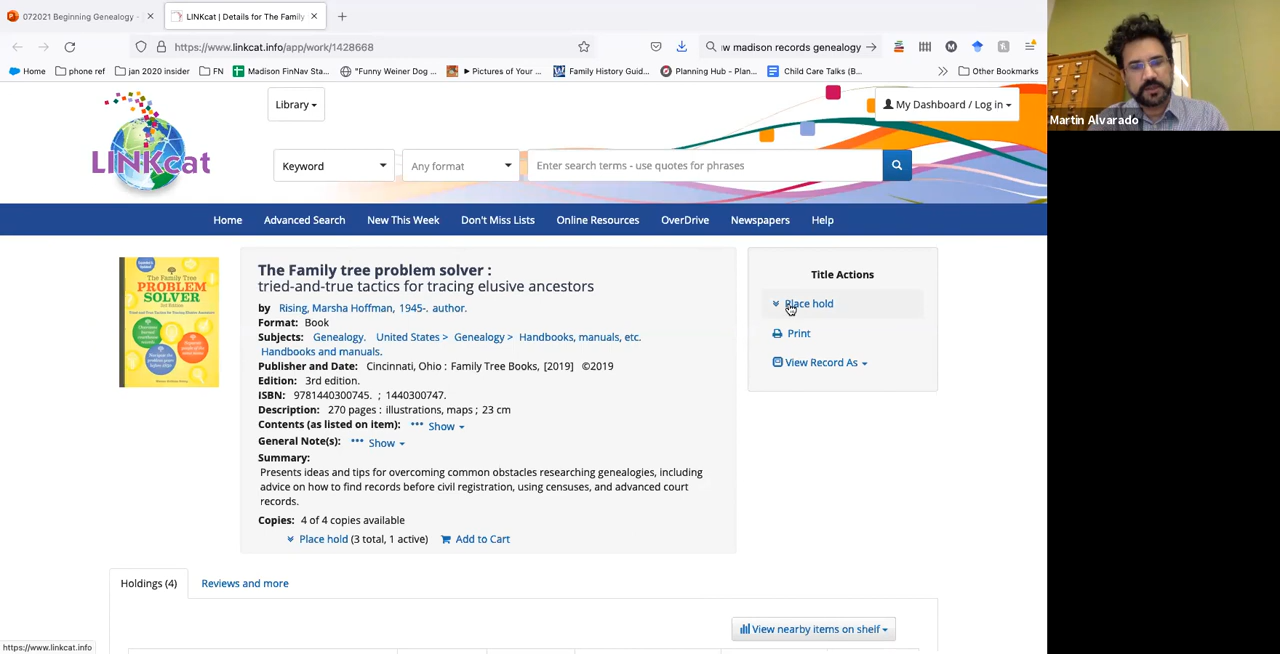 072021 Beginning Genealogy -
LINKcat | Details for The Family
https://www.linkcat.info/app/work/1428668
w madison records genealogy
Home
phone ref
jan 2020 insider
FN
Madison FinNav Sta...
"Funny Weiner Dog ...
►Pictures of Your ...
Family History Guid...
Planning Hub - Plan...
Child Care Talks (B...
Other Bookmarks
Martin Alvarado
LINKcat
Library
My Dashboard / Log in
Keyword
Any format
Enter search terms - use quotes for phrases
Home
Advanced Search
New This Week
Don't Miss Lists
Online Resources
OverDrive
Newspapers
Help
The Family Tree
PROBLEM
SOLVER
The Family tree problem solver :
tried-and-true tactics for tracing elusive ancestors
by Rising, Marsha Hoffman, 1945-. author.
Format: Book
Subjects: Genealogy. United States > Genealogy > Handbooks, manuals, etc.
Handbooks and manuals.
Publisher and Date: Cincinnati, Ohio : Family Tree Books, [2019] ©2019
Edition: 3rd edition.
ISBN: 9781440300745. ; 1440300747.
Description: 270 pages : illustrations, maps ; 23 cm
Contents (as listed on item): ••• Show
General Note(s): ••• Show
Summary:
Presents ideas and tips for overcoming common obstacles researching genealogies, including
advice on how to find records before civil registration, using censuses, and advanced court
records.
Copies: 4 of 4 copies available
Place hold (3 total, 1 active) Add to Cart
Title Actions
Place hold
Print
View Record As
Holdings (4)
Reviews and more
View nearby items on shelf
https://www.linkcat.info